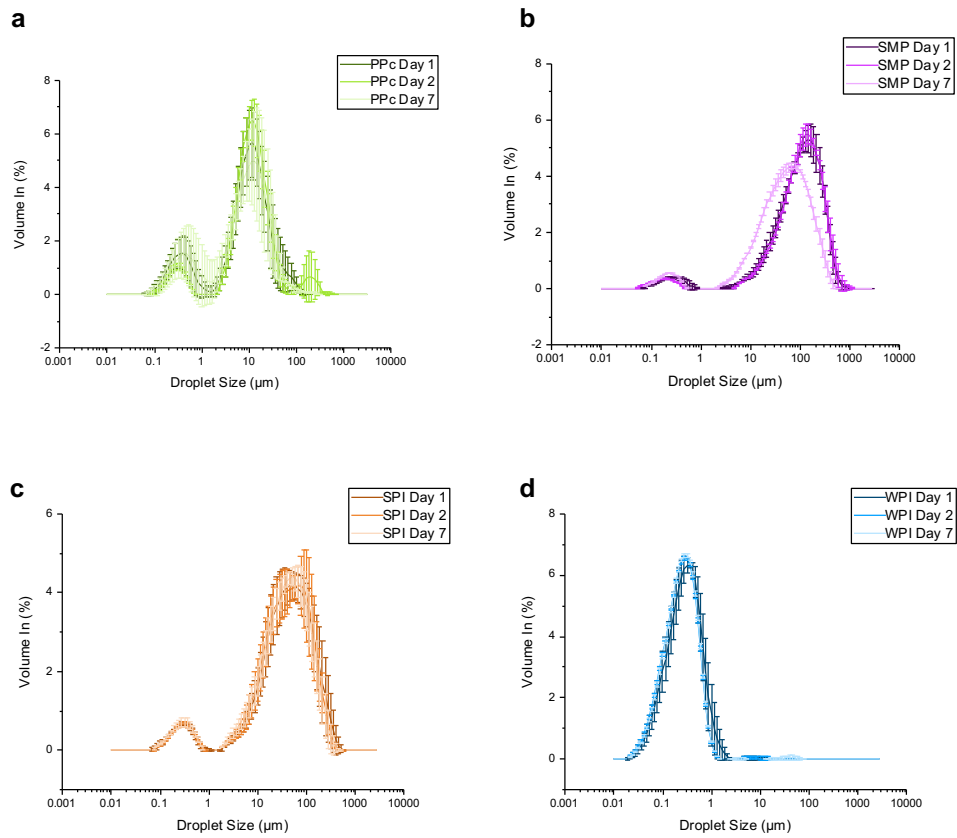 a
PPc Day 1
PPc Day 2
PPc Day 7
8
6
4
2
0
-2
Volume In (%)
0.001 0.01 0.1 1 10 100 1000 10000
Droplet Size (μm)
b
SMP Day 1
SMP Day 2
SMP Day 7
8
6
4
2
0
-2
Volume In (%)
0.001 0.01 0.1 1 10 100 1000 10000
Droplet Size (μm)
c
SPI Day 1
SPI Day 2
SPI Day 7
6
4
2
0
Volume In (%)
0.001 0.01 0.1 1 10 100 1000 10000
Droplet Size (μm)
d
WPI Day 1
WPI Day 2
WPI Day 7
8
6
4
2
0
Volume In (%)
0.001 0.01 0.1 1 10 100 1000 10000
Droplet Size (μm)